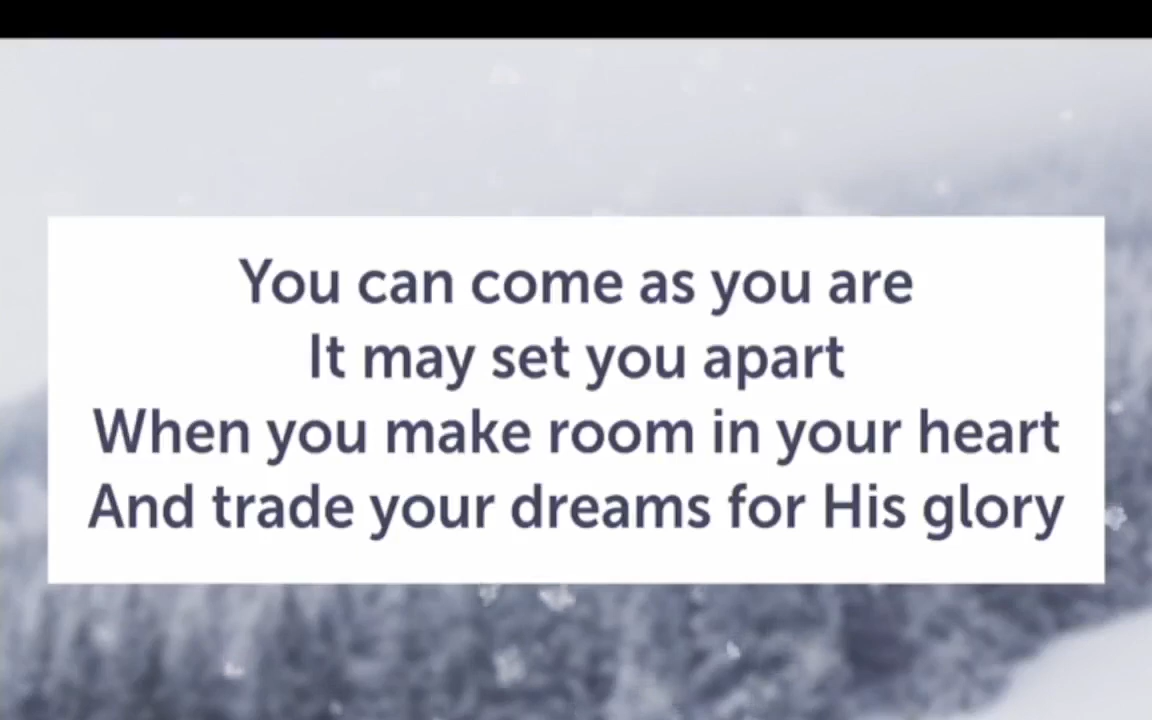 You can come as you are
It may set you apart
When you make room in your heart
And trade your dreams for His glory